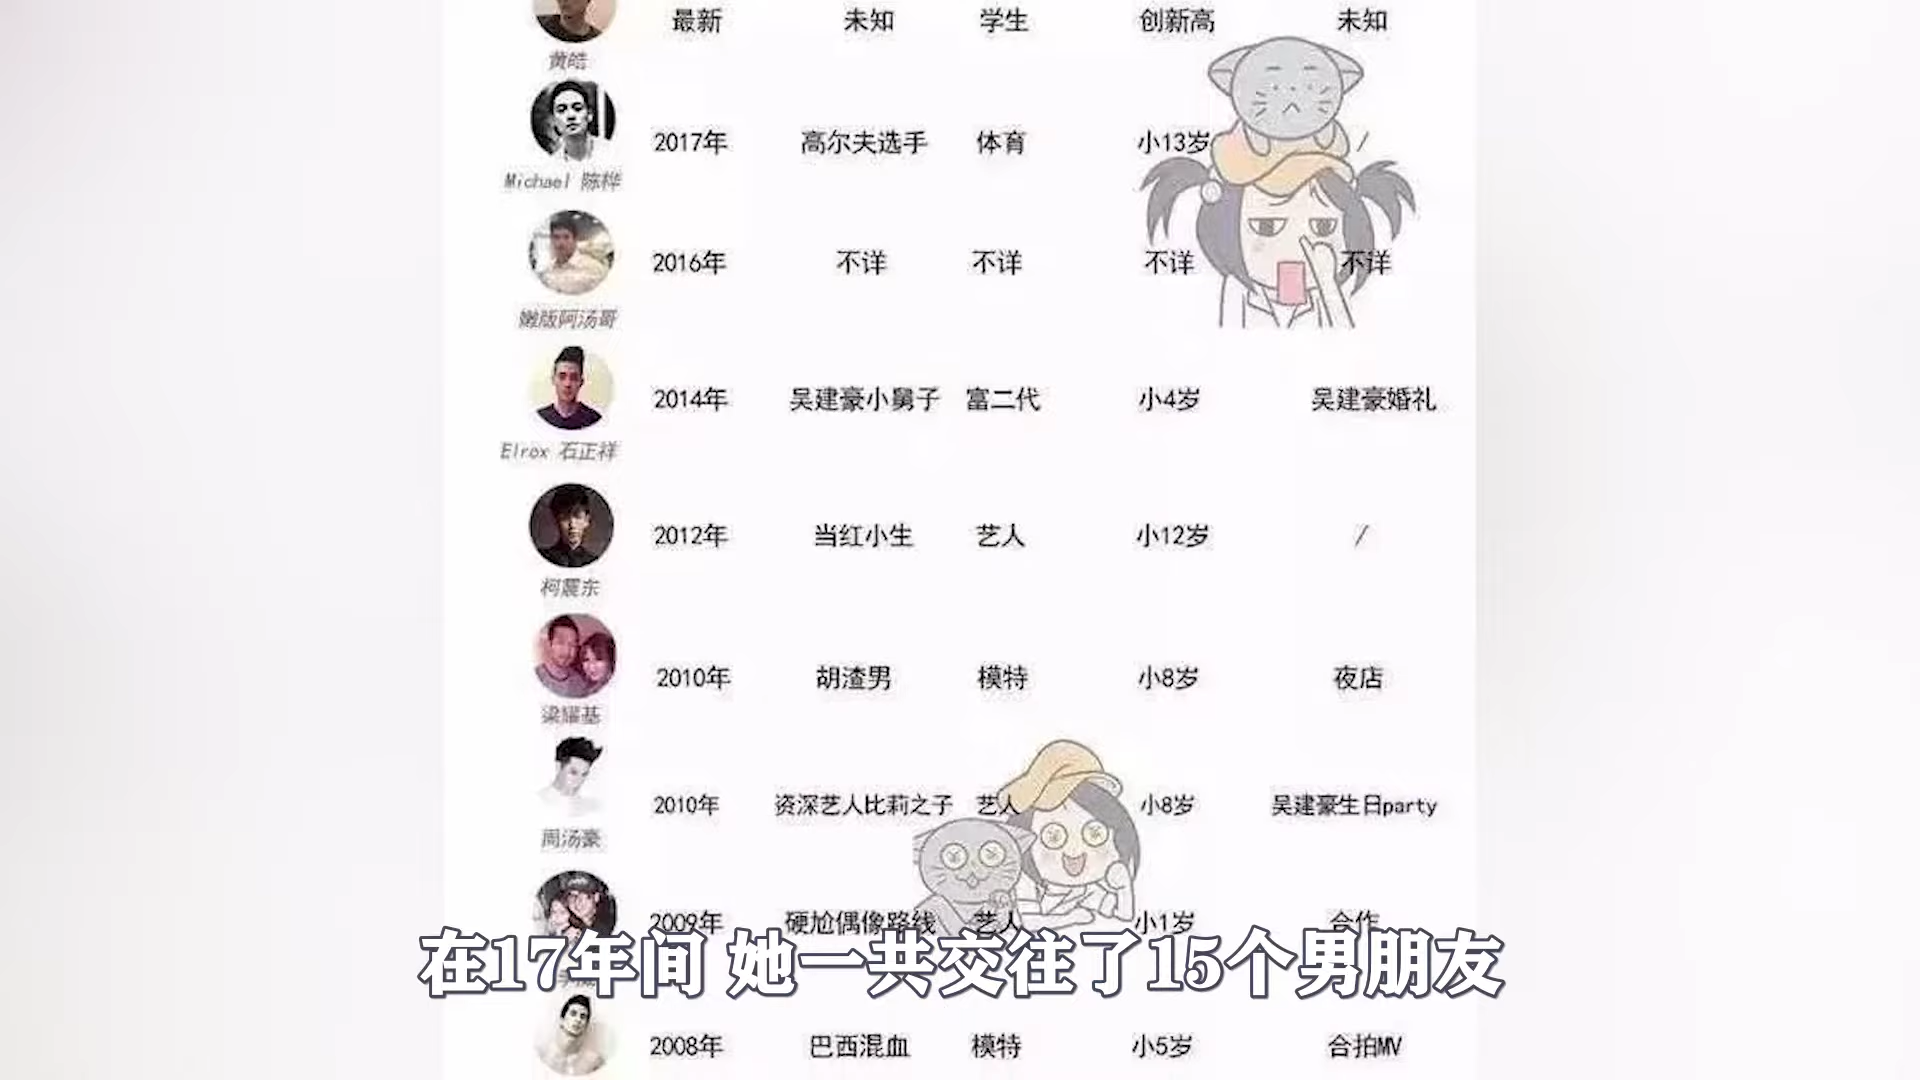 最新 未知 学生 创新高 未知
黄皓
2017年 高尔夫选手 体育 小13岁 /
Michael 陈桦
2016年 不详 不详 不详 不详
嫩版阿汤哥
2014年 吴建豪小舅子 富二代 小4岁 吴建豪婚礼
Elrox 石正祥
2012年 当红小生 艺人 小12岁 /
柯震东
2010年 胡渣男 模特 小8岁 夜店
梁耀基
2010年 资深艺人比莉之子 艺人 小8岁 吴建豪生日party
周汤豪
2009年 硬尬偶像路线 艺人 小1岁 合作
在17年间 她一共交往了15个男朋友
2008年 巴西混血 模特 小5岁 合拍MV